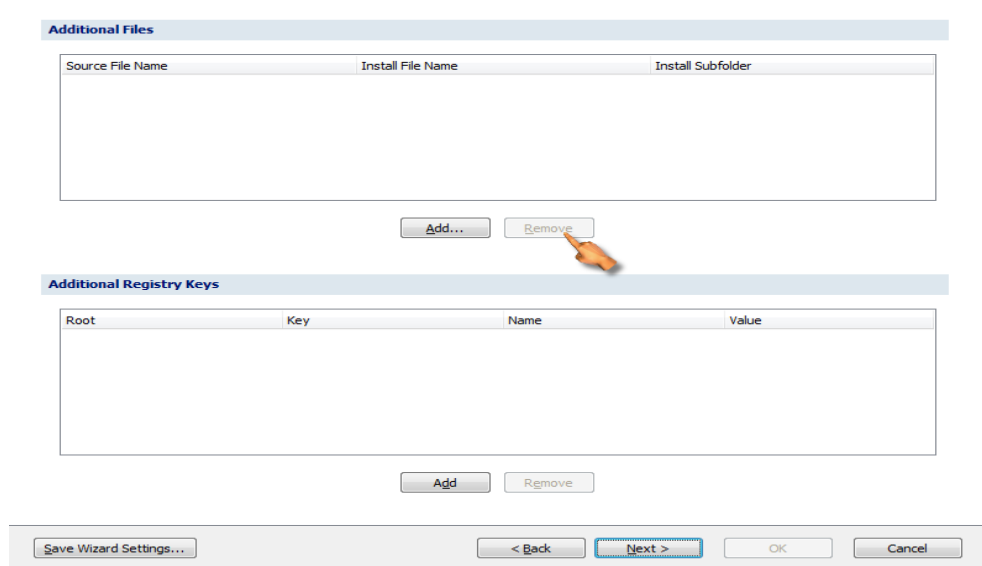 Additional Files
Source File Name Install File Name Install Subfolder
Add... Remove
Additional Registry Keys
Root Key Name Value
Add Remove
Save Wizard Settings... < Back Next > OK Cancel